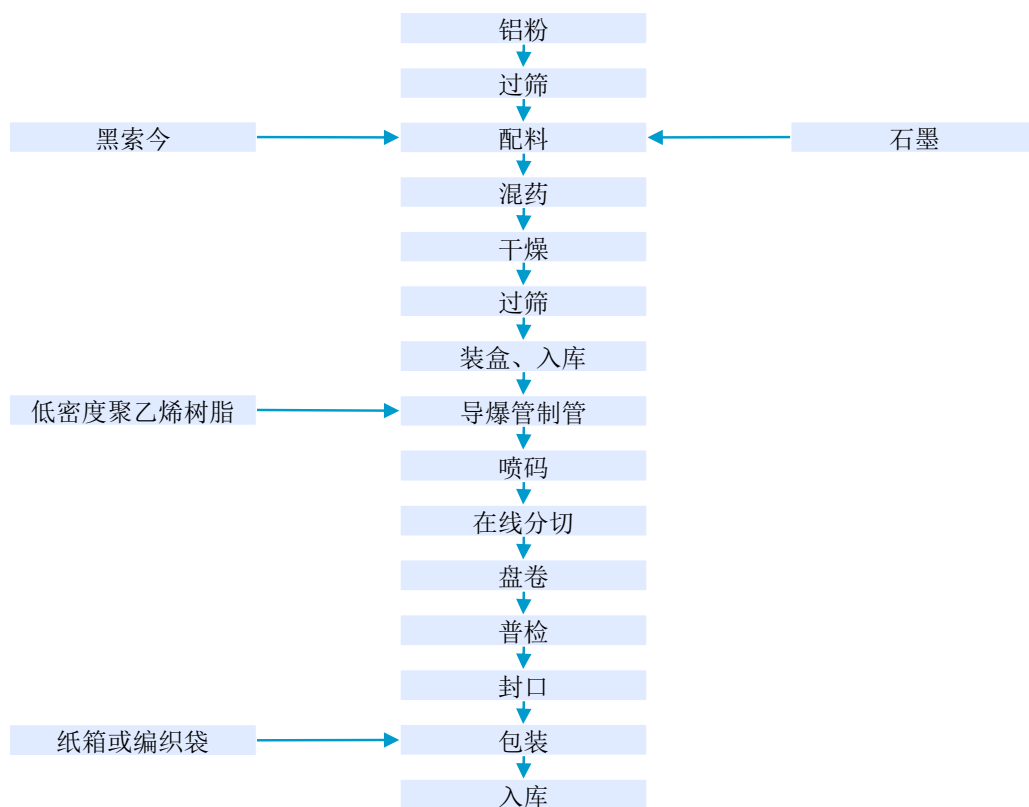 铝粉
过筛
黑索今
配料
石墨
混药
干燥
过筛
装盒、入库
低密度聚乙烯树脂
导爆管制管
喷码
在线分切
盘卷
普检
封口
纸箱或编织袋
包装
入库